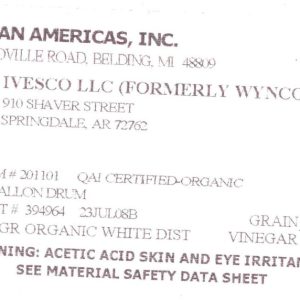 AN AMERICAS, INC.
OVILLE ROAD, BELDING, MI 48809
IVESCO LLC (FORMERLY WYNCO
910 SHAVER STREET
SPRINGDALE, AR 72762
# 201101 QAI CERTIFIED-ORGANIC
ALLON DRUM
T # 394964 23JUL08B
GRAIN
GR ORGANIC WHITE DIST VINEGAR
NING: ACETIC ACID SKIN AND EYE IRRITAN
SEE MATERIAL SAFETY DATA SHEET